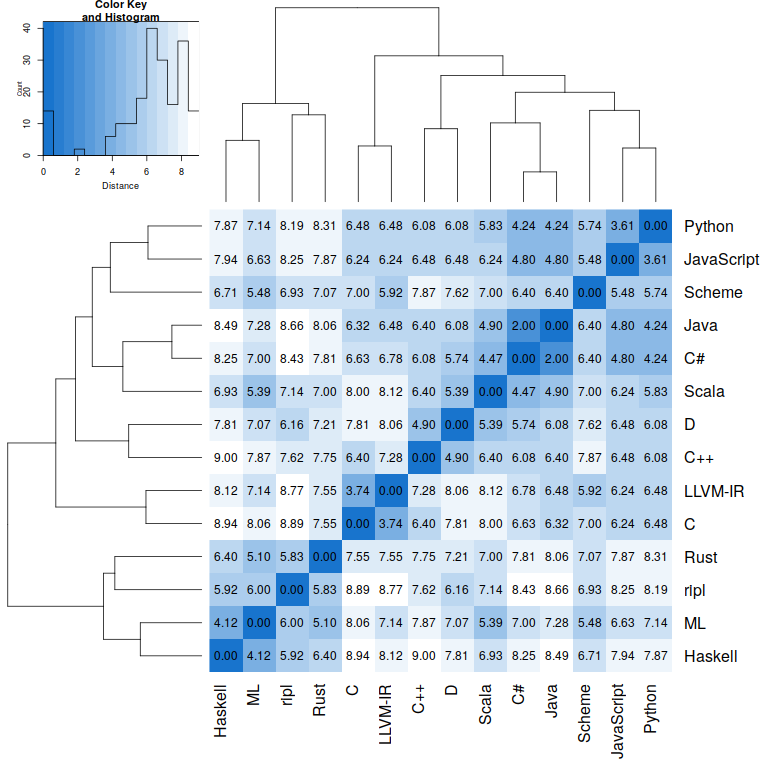 Color Key
and Histogram
Count
0 10 20 30 40
0 2 4 6 8
Distance
7.87 7.14 8.19 8.31 6.48 6.48 6.08 6.08 5.83 4.24 4.24 5.74 3.61 0.00 Python
7.94 6.63 8.25 7.87 6.24 6.24 6.48 6.48 6.24 4.80 4.80 5.48 0.00 3.61 JavaScript
6.71 5.48 6.93 7.07 7.00 5.92 7.87 7.62 7.00 6.40 6.40 0.00 5.48 5.74 Scheme
8.49 7.28 8.66 8.06 6.32 6.48 6.40 6.08 4.90 2.00 0.00 6.40 4.80 4.24 Java
8.25 7.00 8.43 7.81 6.63 6.78 6.08 5.74 4.47 0.00 2.00 6.40 4.80 4.24 C#
6.93 5.39 7.14 7.00 8.00 8.12 6.40 5.39 0.00 4.47 4.90 7.00 6.24 5.83 Scala
7.81 7.07 6.16 7.21 7.81 8.06 4.90 0.00 5.39 5.74 6.08 7.62 6.48 6.08 D
9.00 7.87 7.62 7.75 6.40 7.28 0.00 4.90 6.40 6.08 6.40 7.87 6.48 6.08 C++
8.12 7.14 8.77 7.55 3.74 0.00 7.28 8.06 8.12 6.78 6.48 5.92 6.24 6.48 LLVM-IR
8.94 8.06 8.89 7.55 0.00 3.74 6.40 7.81 8.00 6.63 6.32 7.00 6.24 6.48 C
6.40 5.10 5.83 0.00 7.55 7.55 7.75 7.21 7.00 7.81 8.06 7.07 7.87 8.31 Rust
5.92 6.00 0.00 5.83 8.89 8.77 7.62 6.16 7.14 8.43 8.66 6.93 8.25 8.19 ripl
4.12 0.00 6.00 5.10 8.06 7.14 7.87 7.07 5.39 7.00 7.28 5.48 6.63 7.14 ML
0.00 4.12 5.92 6.40 8.94 8.12 9.00 7.81 6.93 8.25 8.49 6.71 7.94 7.87 Haskell
Haskell ML ripl Rust C LLVM-IR C++ D Scala C# Java Scheme JavaScript Python